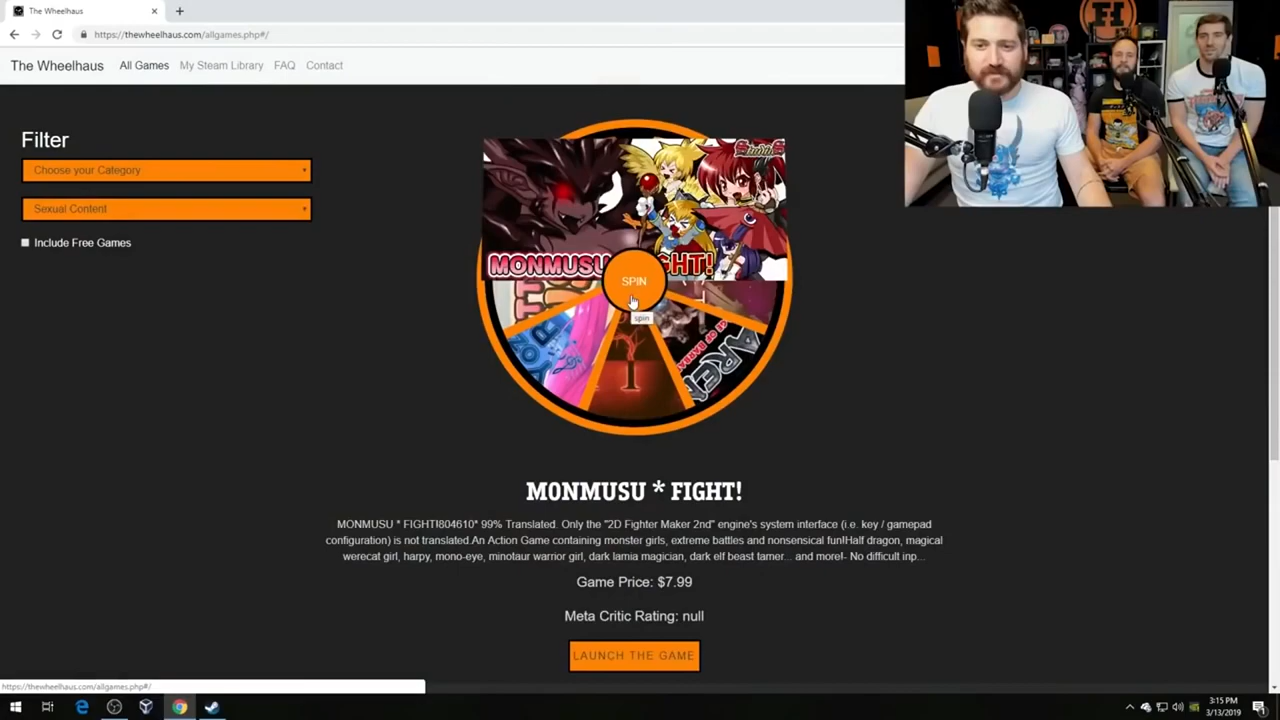 The Wheelhaus
https://thewheelhaus.com/allgames.php#/
The Wheelhaus
All Games
My Steam Library
FAQ
Contact
Filter
Choose your Category
Sexual Content
Include Free Games
MONMUSU
FIGHT!
SPIN
spin
MONMUSU * FIGHT!
MONMUSU * FIGHT!804610* 99% Translated. Only the "2D Fighter Maker 2nd" engine's system interface (i.e. key / gamepad
configuration) is not translated.An Action Game containing monster girls, extreme battles and nonsensical fun!Half dragon, magical
werecat girl, harpy, mono-eye, minotaur warrior girl, dark lamia magician, dark elf beast tamer... and more!- No difficult inp...
Game Price: $7.99
Meta Critic Rating: null
LAUNCH THE GAME
https://thewheelhaus.com/allgames.php#/
3:15 PM
3/13/2019